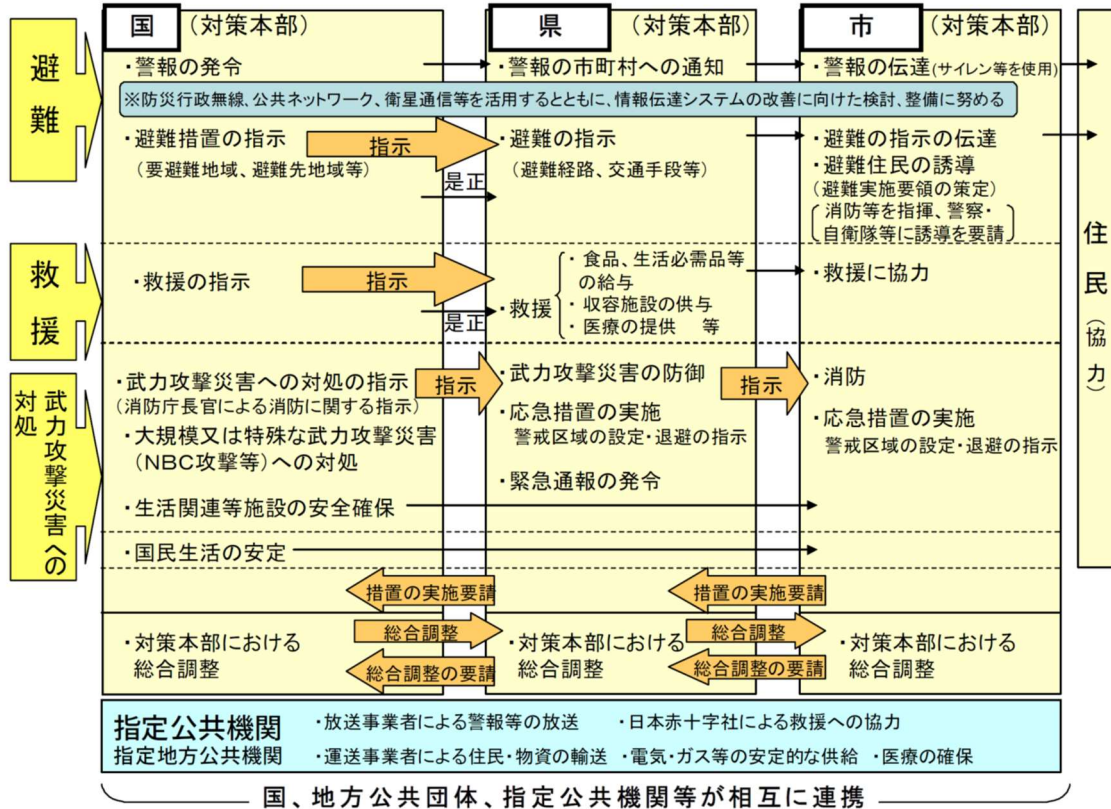 国 (対策本部)
県 (対策本部)
市 (対策本部)
避難
・警報の発令
・警報の市町村への通知
・警報の伝達(サイレン等を使用)
※防災行政無線、公共ネットワーク、衛星通信等を活用するとともに、情報伝達システムの改善に向けた検討、整備に努める
・避難措置の指示
(要避難地域、避難先地域等)
指示
是正
・避難の指示
(避難経路、交通手段等)
・避難の指示の伝達
・避難住民の誘導
(避難実施要領の策定)
消防等を指揮、警察・
自衛隊等に誘導を要請
救援
・救援の指示
指示
是正
・救援
・食品、生活必需品等
の給与
・収容施設の供与
・医療の提供 等
・救援に協力
武力攻撃災害への
対処
・武力攻撃災害への対処の指示
(消防庁長官による消防に関する指示)
・大規模又は特殊な武力攻撃災害
(NBC攻撃等)への対処
・生活関連等施設の安全確保
・国民生活の安定
指示
・武力攻撃災害の防御
・応急措置の実施
警戒区域の設定・退避の指示
・緊急通報の発令
指示
・消防
・応急措置の実施
警戒区域の設定・退避の指示
措置の実施要請
措置の実施要請
・対策本部における
総合調整
総合調整
総合調整の要請
・対策本部における
総合調整
総合調整
総合調整の要請
・対策本部における
総合調整
住民(協力)
指定公共機関
指定地方公共機関
・放送事業者による警報等の放送 ・日本赤十字社による救援への協力
・運送事業者による住民・物資の輸送 ・電気・ガス等の安定的な供給 ・医療の確保
国、地方公共団体、指定公共機関等が相互に連携